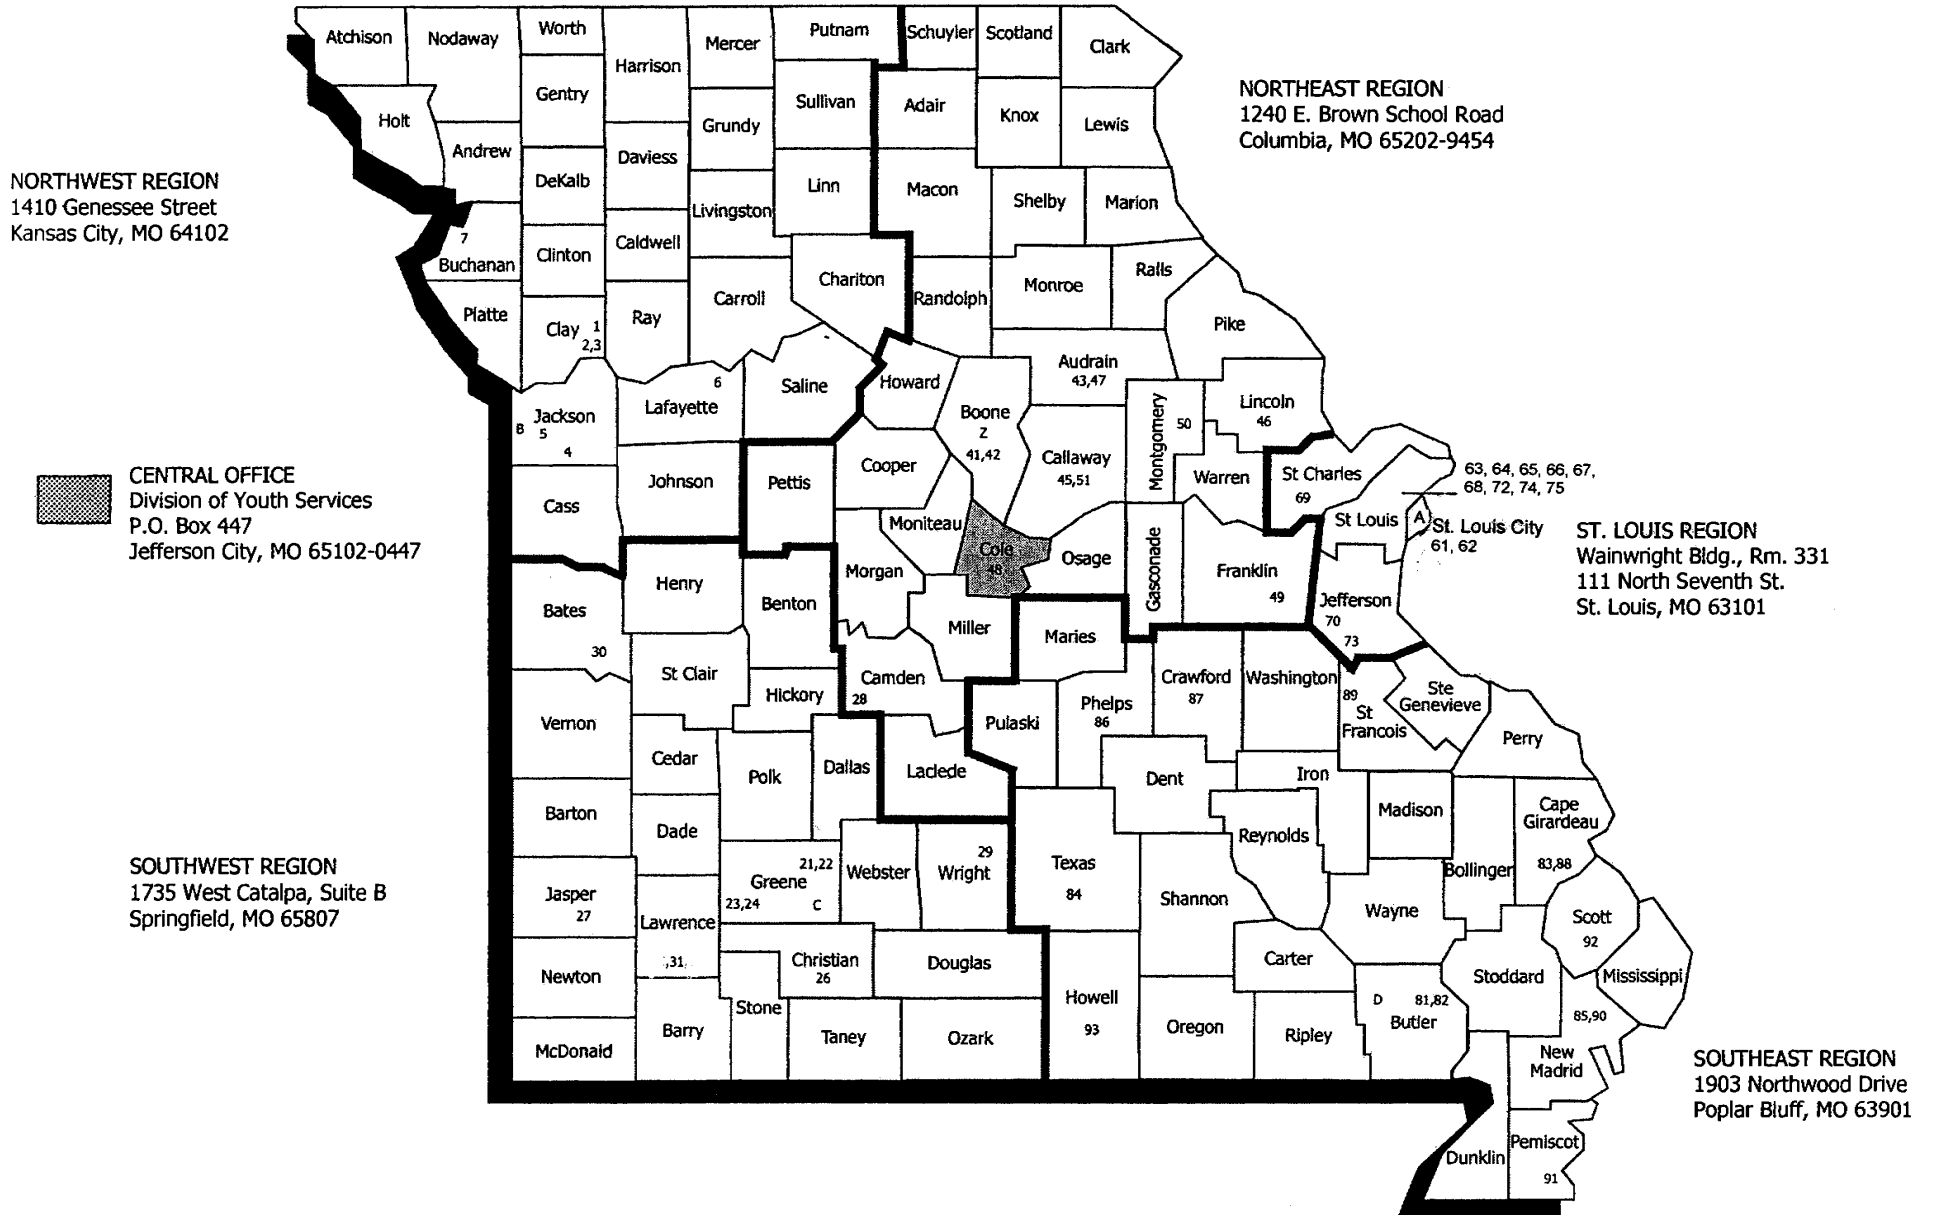 Atchison
Nodaway
Worth
Harrison
Mercer
Putnam
Schuyler
Scotland
Clark
Holt
Andrew
Gentry
DeKalb
Daviess
Grundy
Sullivan
Adair
Knox
Lewis
NORTHEAST REGION
1240 E. Brown School Road
Columbia, MO 65202-9454
NORTHWEST REGION
1410 Genessee Street
Kansas City, MO 64102
7
Buchanan
Clinton
Caldwell
Livingston
Linn
Macon
Shelby
Marion
Platte
Clay
1
2,3
Ray
Carroll
Chariton
Randolph
Monroe
Ralls
Pike
Jackson
B
5
4
6
Lafayette
Saline
Howard
Boone
Z
41,42
Audrain
43,47
Callaway
45,51
Montgomery
50
Lincoln
46
Warren
St Charles
69
63, 64, 65, 66, 67,
68, 72, 74, 75
St Louis
A
St. Louis City
61, 62
ST. LOUIS REGION
Wainwright Bldg., Rm. 331
111 North Seventh St.
St. Louis, MO 63101
CENTRAL OFFICE
Division of Youth Services
P.O. Box 447
Jefferson City, MO 65102-0447
Cass
Johnson
Pettis
Cooper
Moniteau
Cole
48
Osage
Gasconade
Franklin
49
Jefferson
70
73
Bates
30
Henry
Benton
Morgan
Miller
Maries
St Clair
Hickory
Camden
28
Pulaski
Phelps
86
Crawford
87
Washington
89
St
Francois
Ste
Genevieve
Perry
Vernon
Cedar
Polk
Dallas
Laclede
Dent
Iron
Madison
Cape
Girardeau
83,88
Barton
Dade
Greene
21,22
23,24
C
Webster
29
Wright
Texas
84
Shannon
Reynolds
Wayne
Bollinger
Scott
92
Mississippi
SOUTHWEST REGION
1735 West Catalpa, Suite B
Springfield, MO 65807
Jasper
27
Lawrence
,31
Christian
26
Douglas
Howell
93
Carter
Stoddard
85,90
Newton
McDonald
Barry
Stone
Taney
Ozark
Oregon
Ripley
D
81,82
Butler
New
Madrid
Dunklin
Pemiscot
91
SOUTHEAST REGION
1903 Northwood Drive
Poplar Bluff, MO 63901